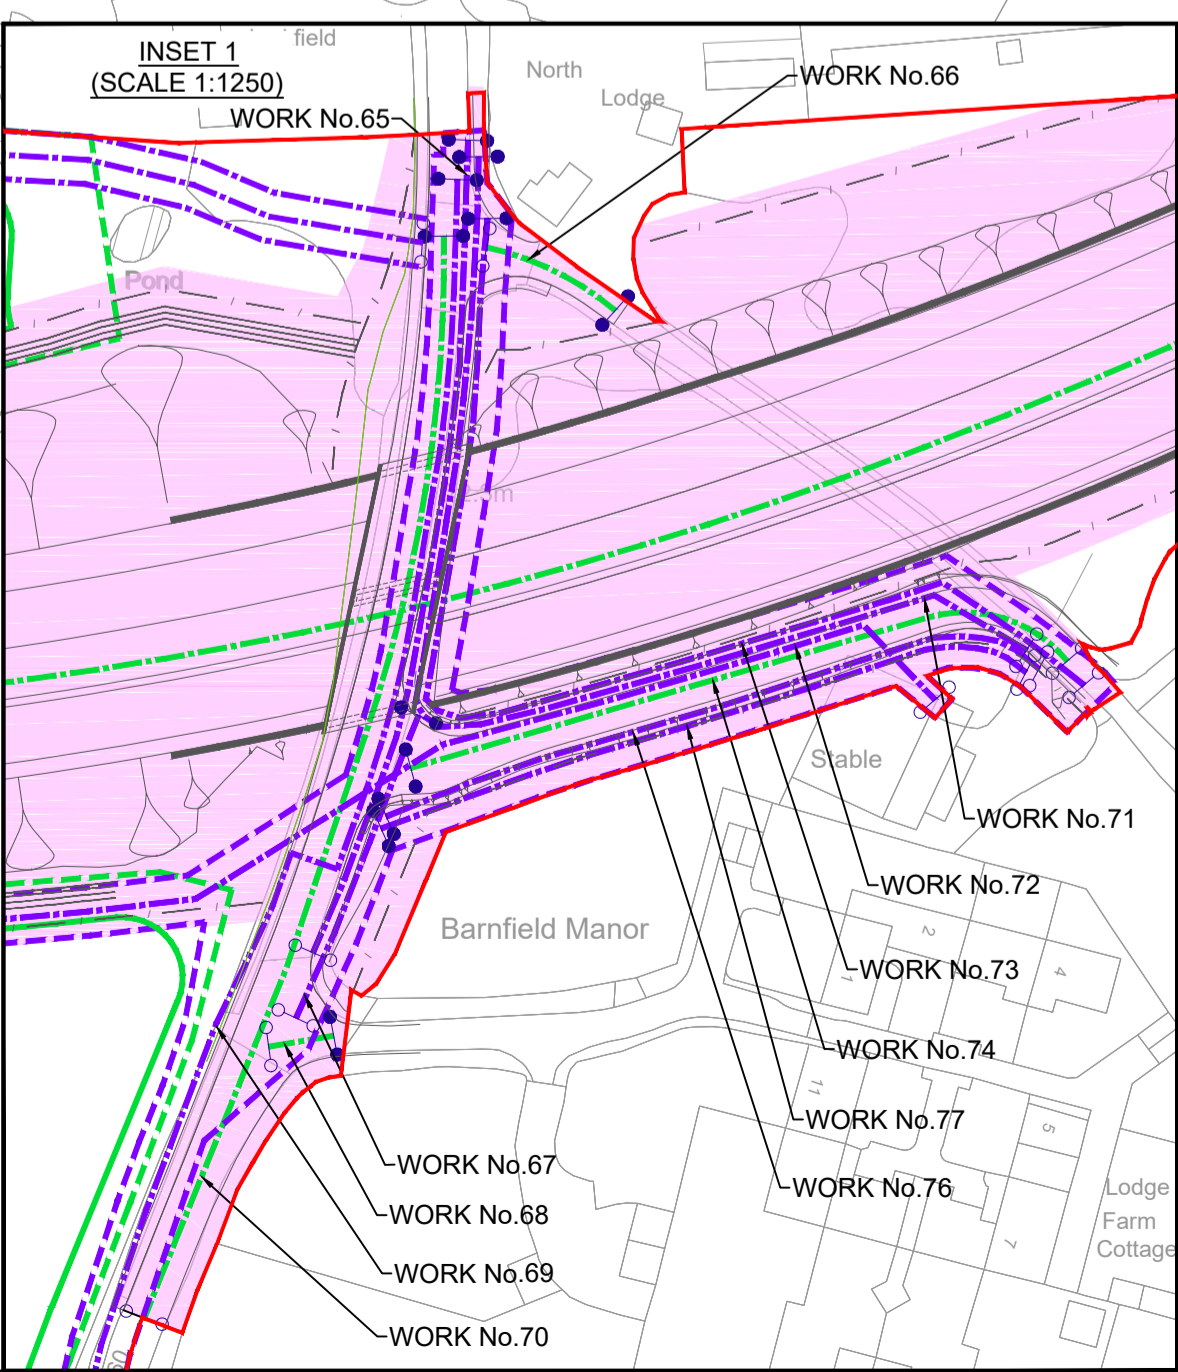 INSET 1
(SCALE 1:1250)
field
North
Lodge
WORK No.66
WORK No.65
Pond
Stable
WORK No.71
WORK No.72
Barnfield Manor
2
4
1
WORK No.73
WORK No.74
11
WORK No.77
5
WORK No.67
WORK No.76
Lodge
Farm
Cottage
WORK No.68
7
WORK No.69
WORK No.70